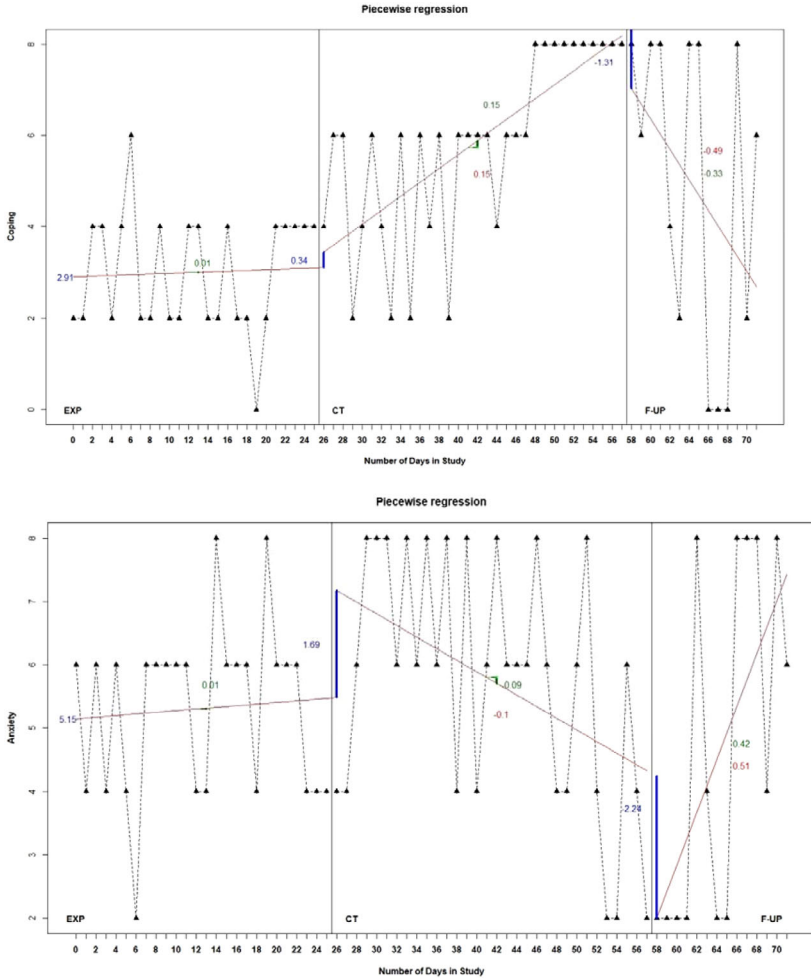 Piecewise regression
8
6
4
2
0
Coping
2.91
0.01
0.34
0.15
0.15
-1.31
-0.49
-0.33
EXP
CT
F-UP
0 2 4 6 8 10 12 14 16 18 20 22 24 26 28 30 32 34 36 38 40 42 44 46 48 50 52 54 56 58 60 62 64 66 68 70
Number of Days in Study
Piecewise regression
8
7
6
5
4
3
2
Anxiety
5.15
0.01
1.69
-0.09
-0.1
-2.24
0.42
0.51
EXP
CT
F-UP
0 2 4 6 8 10 12 14 16 18 20 22 24 26 28 30 32 34 36 38 40 42 44 46 48 50 52 54 56 58 60 62 64 66 68 70
Number of Days in Study